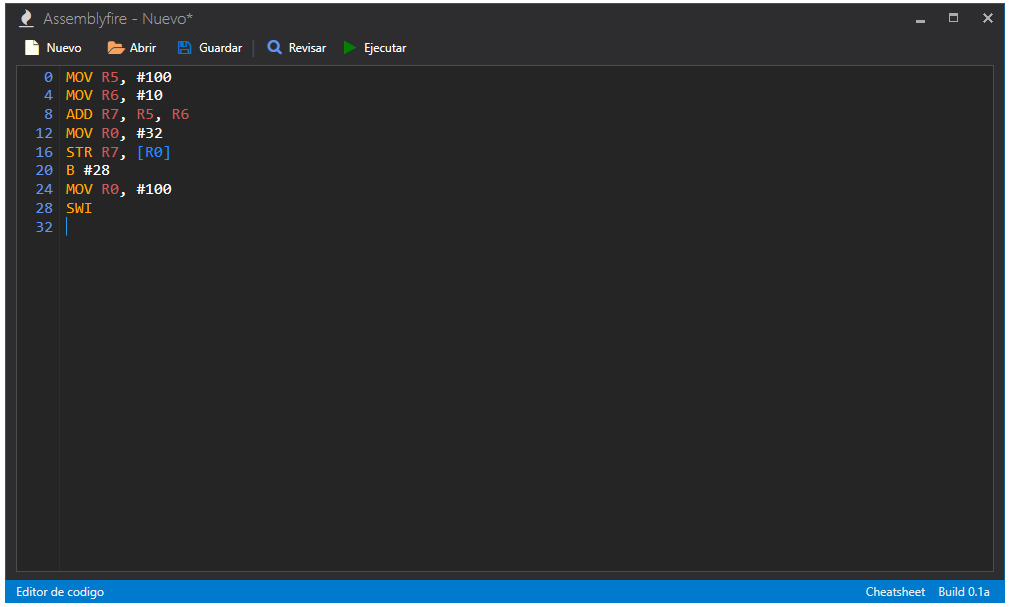 Assemblyfire - Nuevo*
Nuevo Abrir Guardar Revisar Ejecutar
0 MOV R5, #100
4 MOV R6, #10
8 ADD R7, R5, R6
12 MOV R0, #32
16 STR R7, [R0]
20 B #28
24 MOV R0, #100
28 SWI
32
Editor de codigo Cheatsheet Build 0.1a